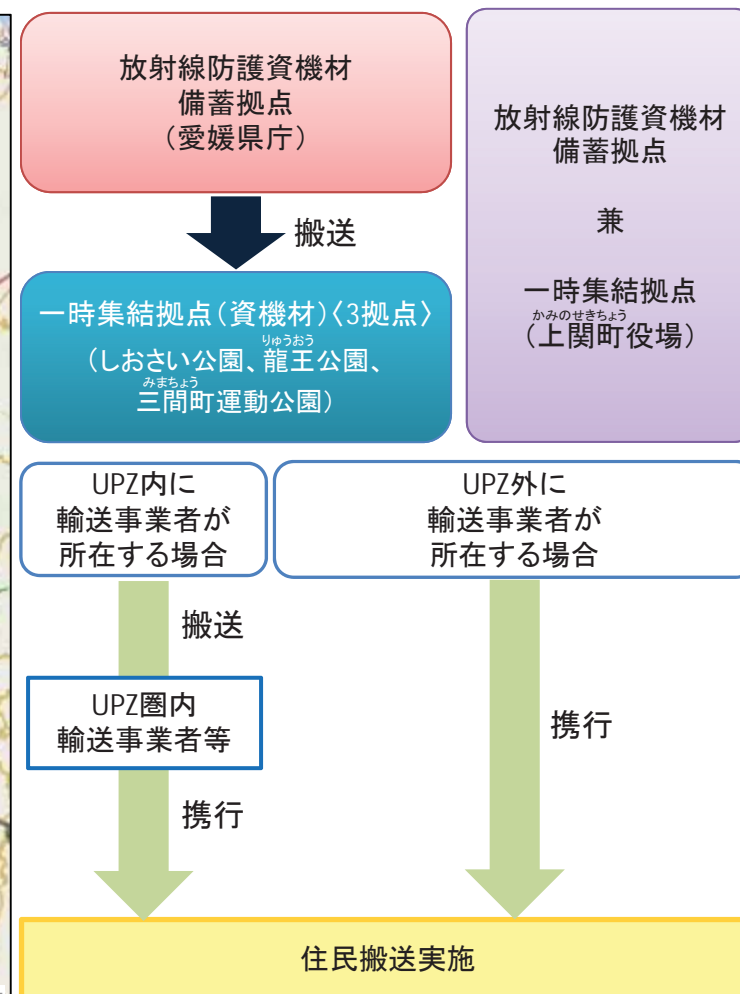 放射線防護資機材
備蓄拠点
(愛媛県庁)
搬送
一時集結拠点(資機材)〈3拠点〉
りゅうおう
(しおさい公園、龍王公園、
みまちょう
三間町運動公園)
放射線防護資機材
備蓄拠点
兼
一時集結拠点
かみのせきちょう
(上関町役場)
UPZ内に
輸送事業者が
所在する場合
搬送
UPZ圏内
輸送事業者等
携行
UPZ外に
輸送事業者が
所在する場合
携行
住民搬送実施